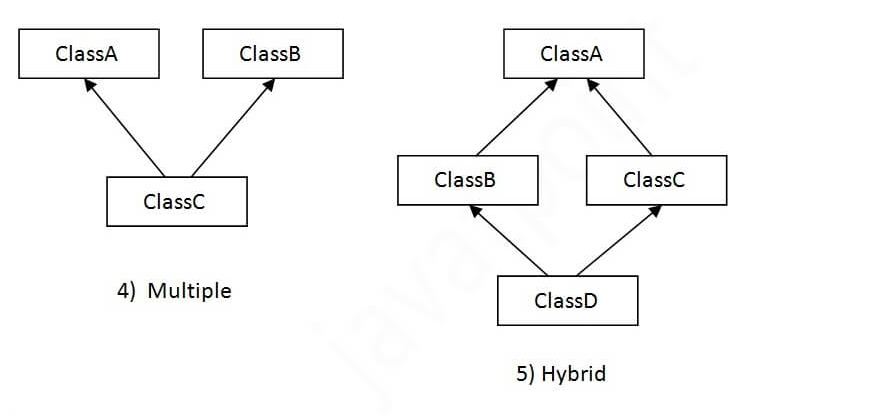 ClassA
ClassB
ClassC
4) Multiple
ClassA
ClassB
ClassC
ClassD
5) Hybrid